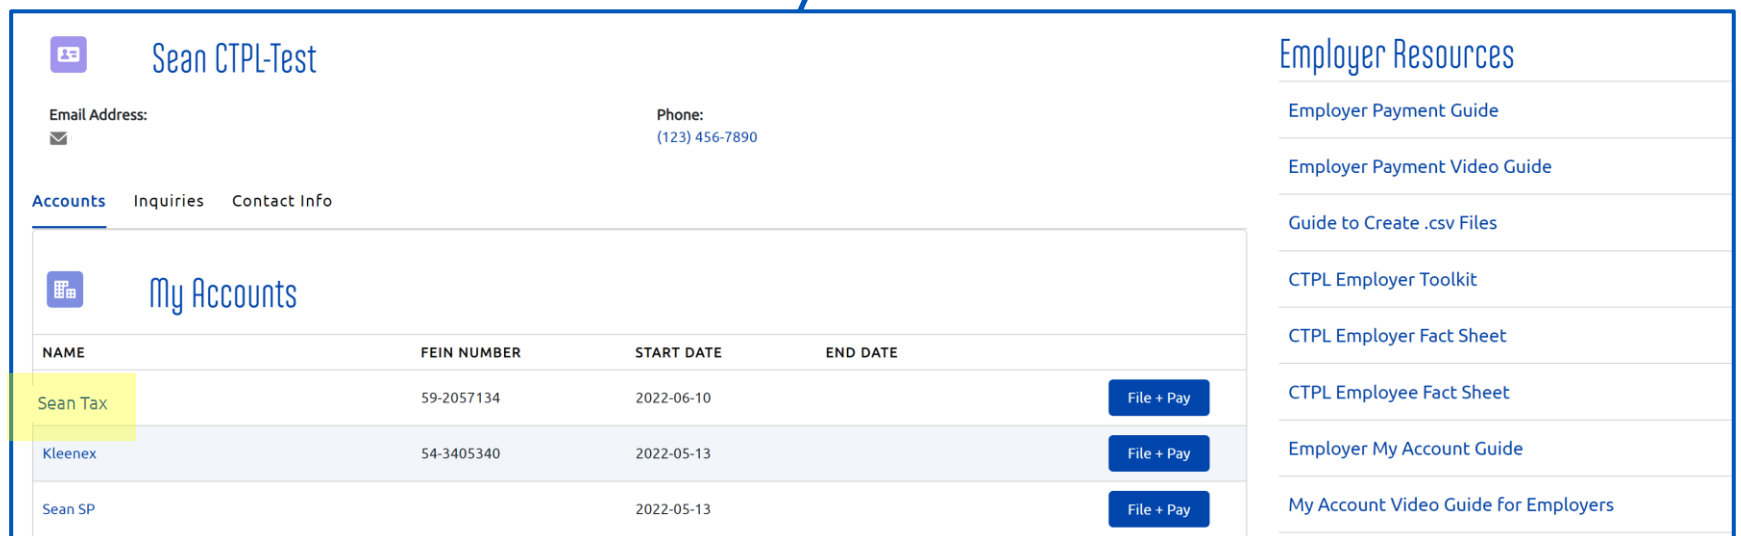 Sean CTPL-Test
Email Address:
Phone:
(123) 456-7890
Accounts Inquiries Contact Info
My Accounts
NAME FEIN NUMBER START DATE END DATE
Sean Tax 59-2057134 2022-06-10 File + Pay
Kleenex 54-3405340 2022-05-13 File + Pay
Sean SP 2022-05-13 File + Pay
Employer Resources
Employer Payment Guide
Employer Payment Video Guide
Guide to Create .csv Files
CTPL Employer Toolkit
CTPL Employer Fact Sheet
CTPL Employee Fact Sheet
Employer My Account Guide
My Account Video Guide for Employers